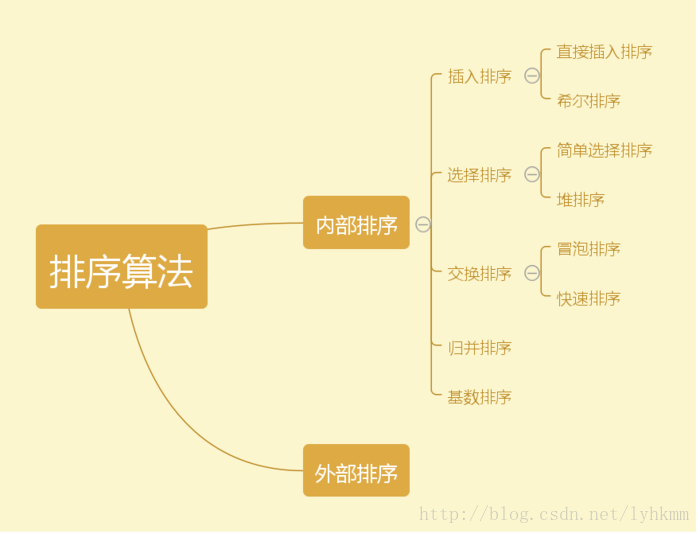 排序算法
内部排序
插入排序
直接插入排序
希尔排序
选择排序
简单选择排序
堆排序
交换排序
冒泡排序
快速排序
归并排序
基数排序
外部排序
http://blog.csdn.net/lyhkmm